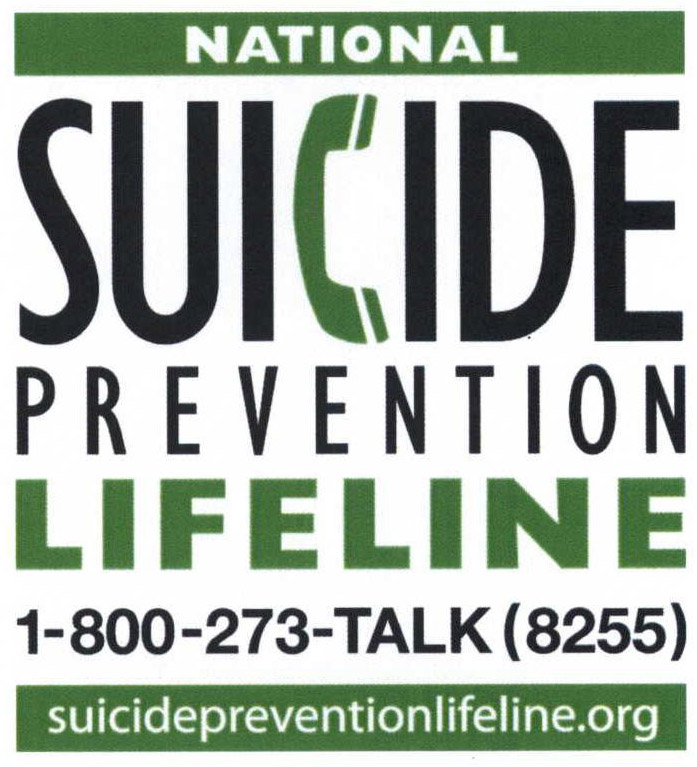 NATIONAL
SUICIDE
PREVENTION
LIFELINE
1-800-273-TALK (8255)
suicidepreventionlifeline.org